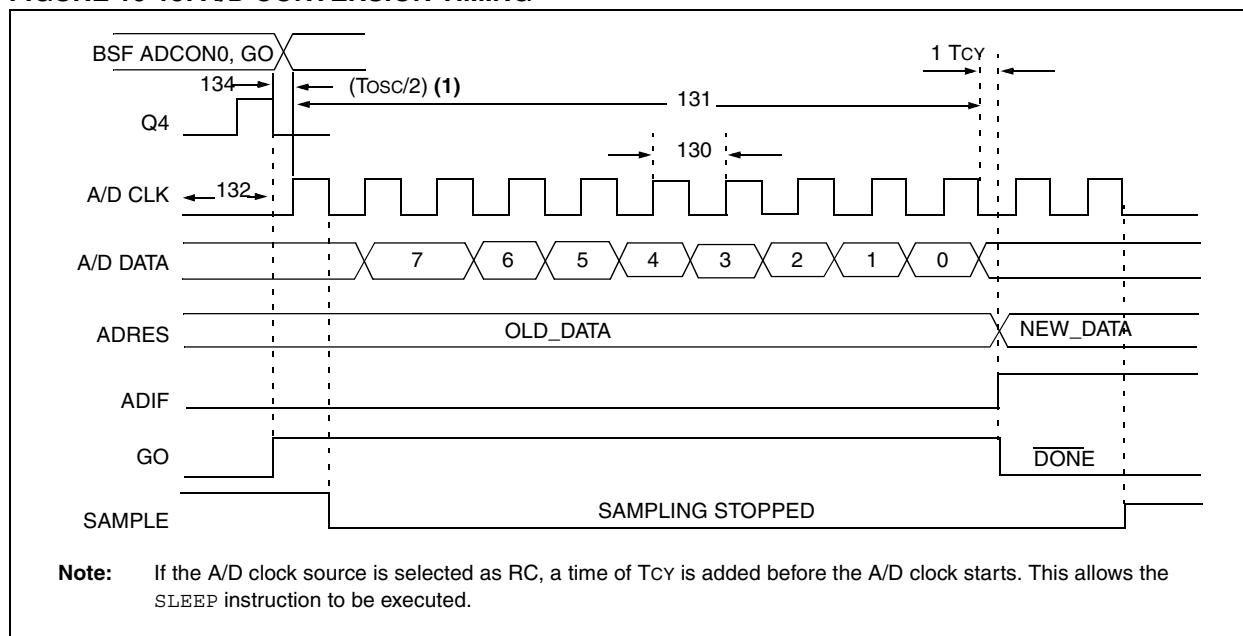 BSF ADCON0, GO
1 TCY
134
(TOSC/2) (1)
131
Q4
130
A/D CLK
132
A/D DATA
7 6 5 4 3 2 1 0
ADRES
OLD_DATA
NEW_DATA
ADIF
GO
DONE
SAMPLE
SAMPLING STOPPED
Note: If the A/D clock source is selected as RC, a time of TCY is added before the A/D clock starts. This allows the
SLEEP instruction to be executed.